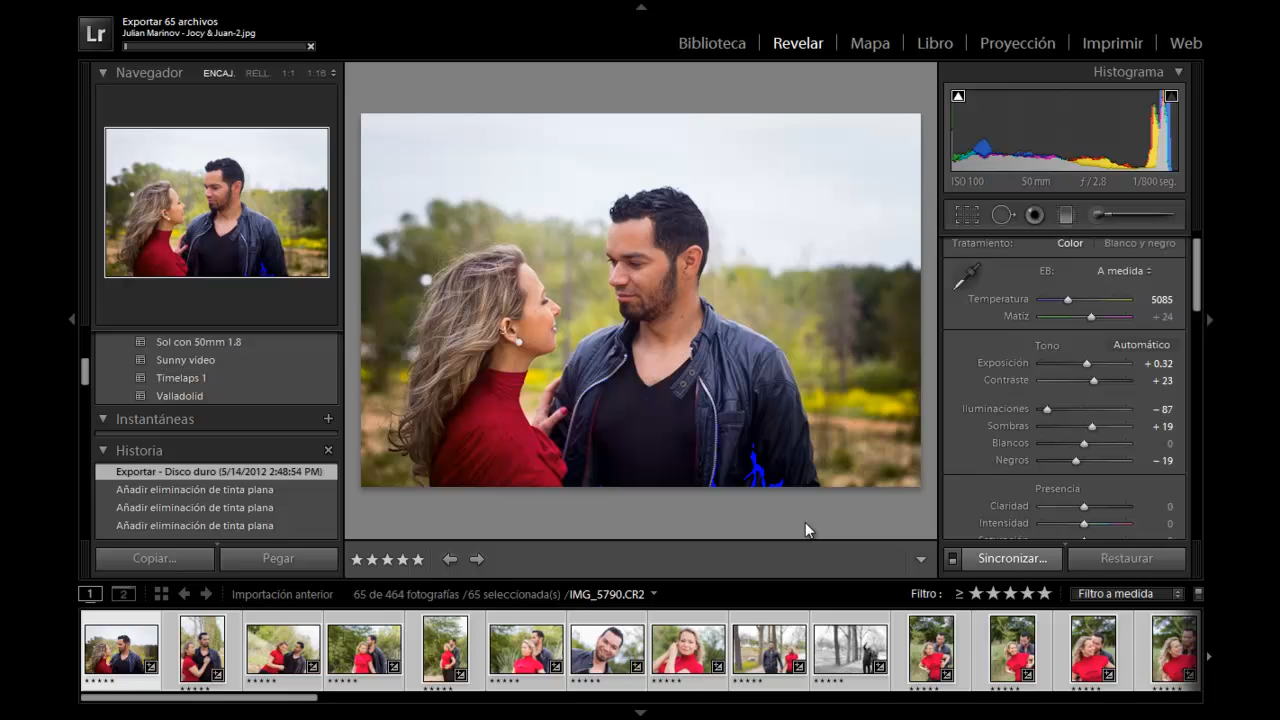 Lr
Exportar 65 archivos
Julian Marinov - Jocy & Juan-2.jpg
Biblioteca | Revelar | Mapa | Libro | Proyección | Imprimir | Web
Navegador ENCAJ. RELL. 1:1 1:16
Sol con 50mm 1.8
Sunny video
Timelaps 1
Valladolid
Instantáneas +
Historia
Exportar - Disco duro (5/14/2012 2:48:54 PM)
Añadir eliminación de tinta plana
Añadir eliminación de tinta plana
Añadir eliminación de tinta plana
Copiar... Pegar
Histograma
ISO 100 50 mm ƒ / 2.8 1/800 seg.
Tratamiento: Color Blanco y negro
EB: A medida
Temperatura 5085
Matiz + 24
Tono Automático
Exposición + 0.32
Contraste + 23
Iluminaciones − 87
Sombras + 19
Blancos 0
Negros − 19
Presencia
Claridad 0
Intensidad 0
Sincronizar... Restaurar
1 2 Importación anterior 65 de 464 fotografías /65 seleccionada(s) /IMG_5790.CR2 Filtro : ≥ ★★★★★ Filtro a medida